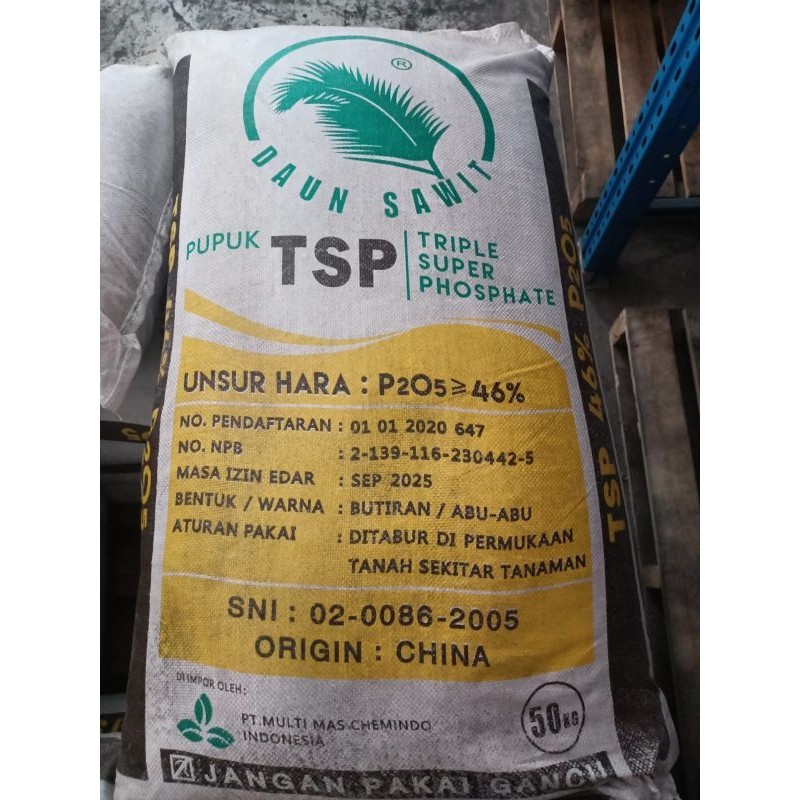 ®
DAUN SAWIT
PUPUK TSP
TRIPLE
SUPER
PHOSPHATE
UNSUR HARA : P2O5 ≥ 46%
NO. PENDAFTARAN : 01 01 2020 647
NO. NPB : 2-139-116-230442-5
MASA IZIN EDAR : SEP 2025
BENTUK / WARNA : BUTIRAN / ABU-ABU
ATURAN PAKAI : DITABUR DI PERMUKAAN
TANAH SEKITAR TANAMAN
SNI : 02-0086-2005
ORIGIN : CHINA
DI IMPOR OLEH :
PT.MULTI MAS CHEMINDO
INDONESIA
50KG
JANGAN PAKAI GANCU
TSP 46% P2O5